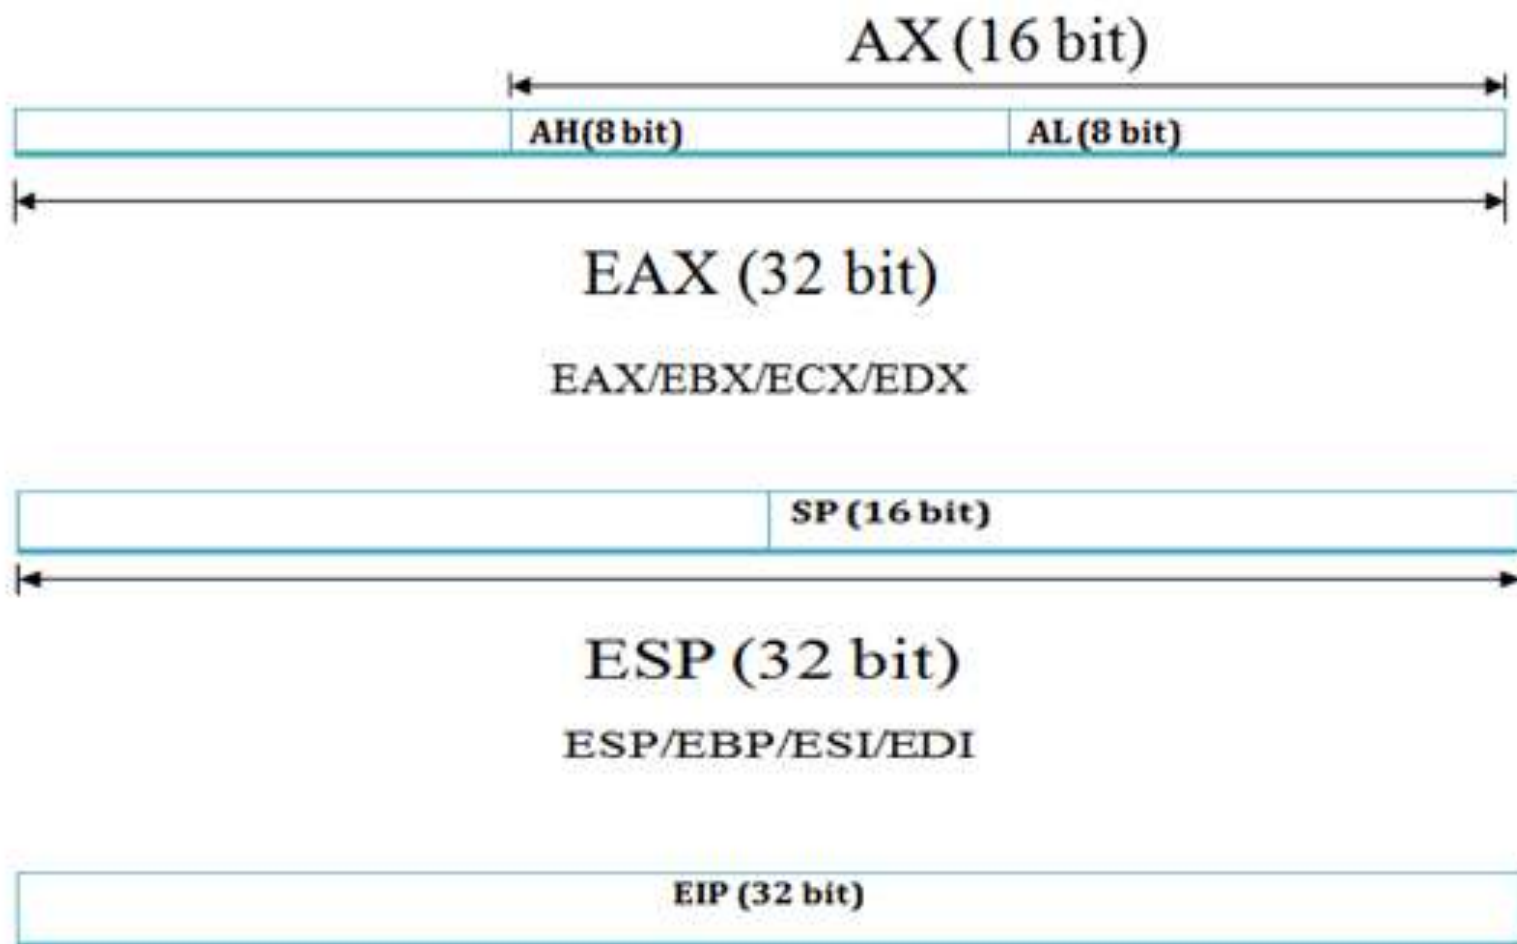 AX (16 bit)
AH(8 bit) AL (8 bit)
EAX (32 bit)
EAX/EBX/ECX/EDX
SP (16 bit)
ESP (32 bit)
ESP/EBP/ESI/EDI
EIP (32 bit)